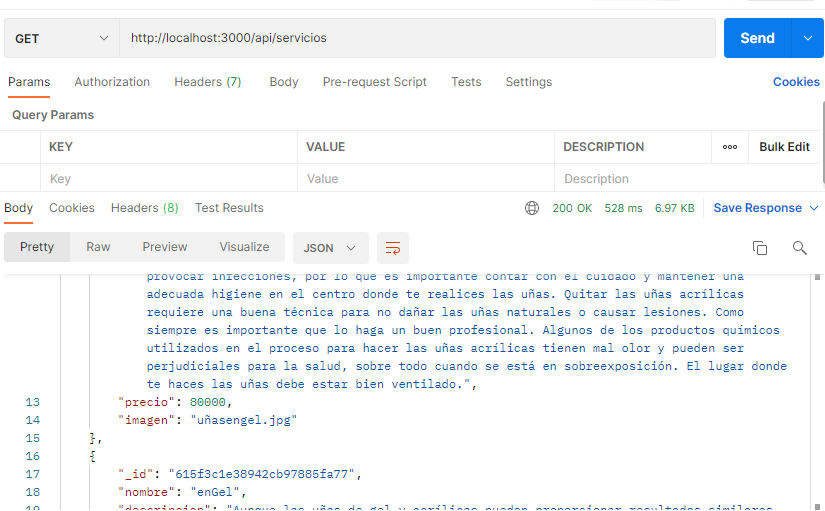 GET http://localhost:3000/api/servicios Send
Params Authorization Headers (7) Body Pre-request Script Tests Settings Cookies
Query Params
KEY VALUE DESCRIPTION ooo Bulk Edit
Key Value Description
Body Cookies Headers (8) Test Results 200 OK 528 ms 6.97 KB Save Response
Pretty Raw Preview Visualize JSON
provocar infecciones, por lo que es importante contar con el cuidado y mantener una
adecuada higiene en el centro donde te realices las uñas. Quitar las uñas acrílicas
requiere una buena técnica para no dañar las uñas naturales o causar lesiones. Como
siempre es importante que lo haga un buen profesional. Algunos de los productos químicos
utilizados en el proceso para hacer las uñas acrílicas tienen mal olor y pueden ser
perjudiciales para la salud, sobre todo cuando se está en sobreexposición. El lugar donde
te haces las uñas debe estar bien ventilado.",
13 "precio": 80000,
14 "imagen": "uñasengel.jpg"
15 },
16 {
17 "_id": "615f3c1e38942cb97885fa77",
18 "nombre": "enGel",
19 "descripcion": "Aunque las uñas de gel y acrílicas pueden proporcionar resultados similares